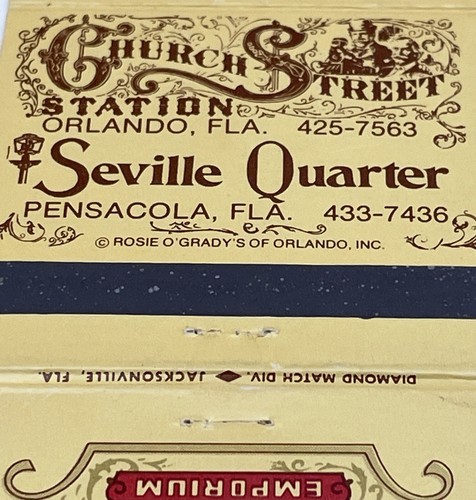 CHURCH STREET
STATION
ORLANDO, FLA. 425-7563
Seville Quarter
PENSACOLA, FLA. 433-7436
© ROSIE O'GRADY'S OF ORLANDO, INC.
DIAMOND MATCH DIV. ◆ JACKSONVILLE, FLA.
EMPORIUM